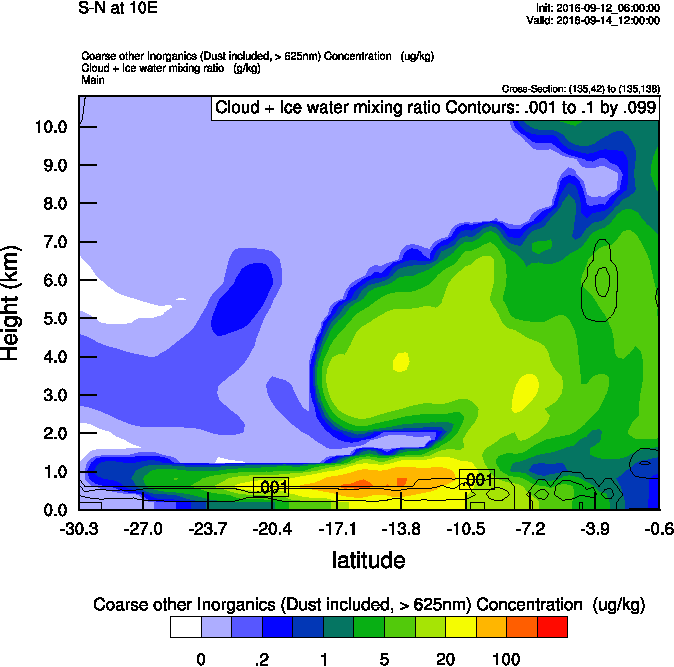 S-N at 10E
Init: 2016-09-12_06:00:00
Valid: 2016-09-14_12:00:00
Coarse other Inorganics (Dust included, > 625nm) Concentration (ug/kg)
Cloud + Ice water mixing ratio (g/kg)
Main
Cross-Section: (135,42) to (135,138)
Cloud + Ice water mixing ratio Contours: .001 to .1 by .099
10.0
9.0
8.0
7.0
6.0
5.0
4.0
3.0
2.0
1.0
0.0
Height (km)
.001
.001
-30.3 -27.0 -23.7 -20.4 -17.1 -13.8 -10.5 -7.2 -3.9 -0.6
latitude
Coarse other Inorganics (Dust included, > 625nm) Concentration (ug/kg)
0 .2 1 5 20 100